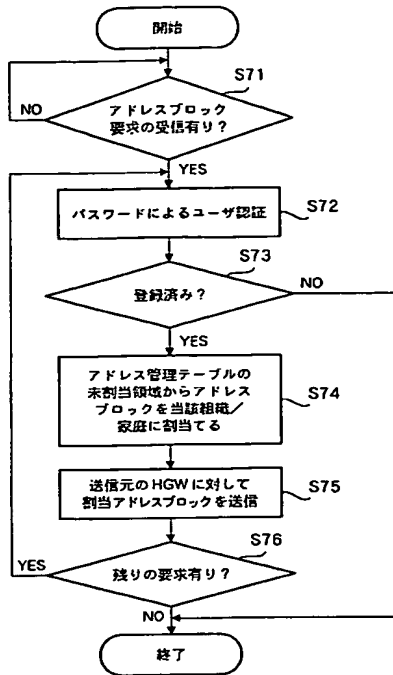 開始
S71
NO
アドレスブロック
要求の受信有り?
YES
パスワードによるユーザ認証
S72
S73
NO
登録済み?
YES
アドレス管理テーブルの
未割当領域からアドレス
ブロックを当該組織/
家庭に割当てる
S74
送信元のHGWに対して
割当アドレスブロックを送信
S75
S76
YES
残りの要求有り?
NO
終了